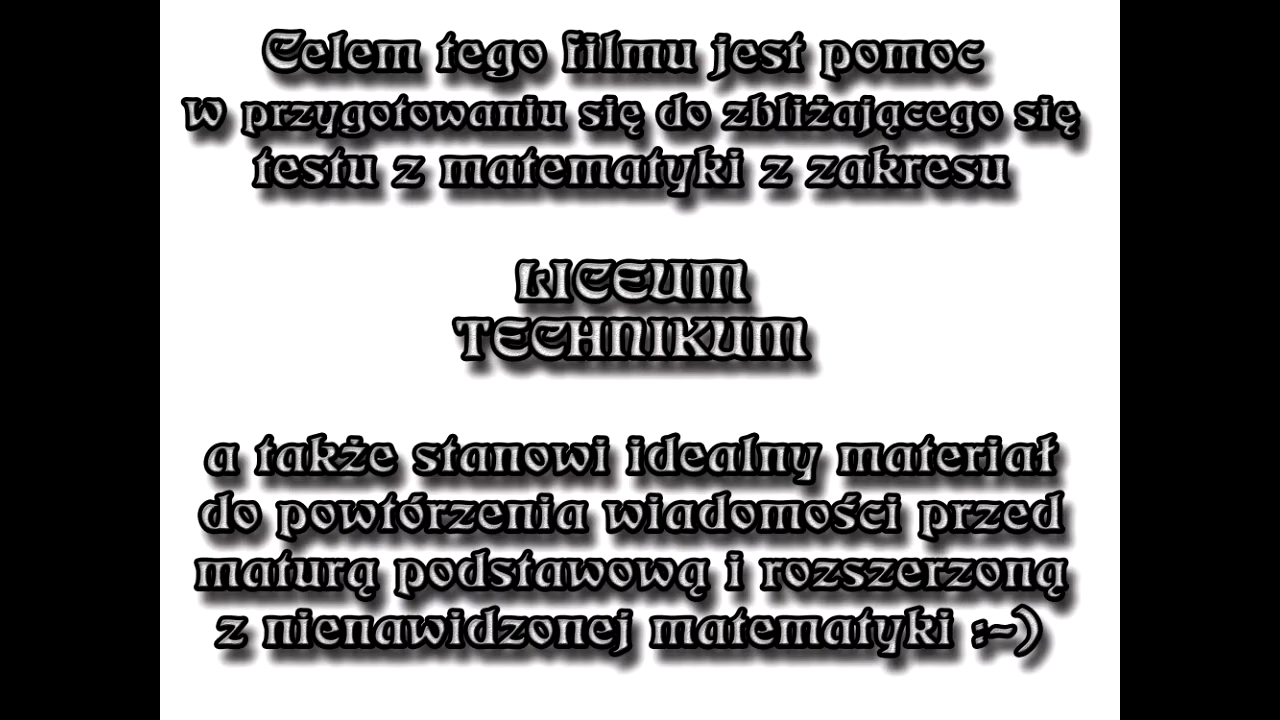 Celem tego filmu jest pomoc
w przygotowaniu się do zbliżającego się
testu z matematyki z zakresu
LICEUM
TECHNIKUM
a także stanowi idealny materiał
do powtórzenia wiadomości przed
maturą podstawową i rozszerzoną
z nienawidzonej matematyki :-)